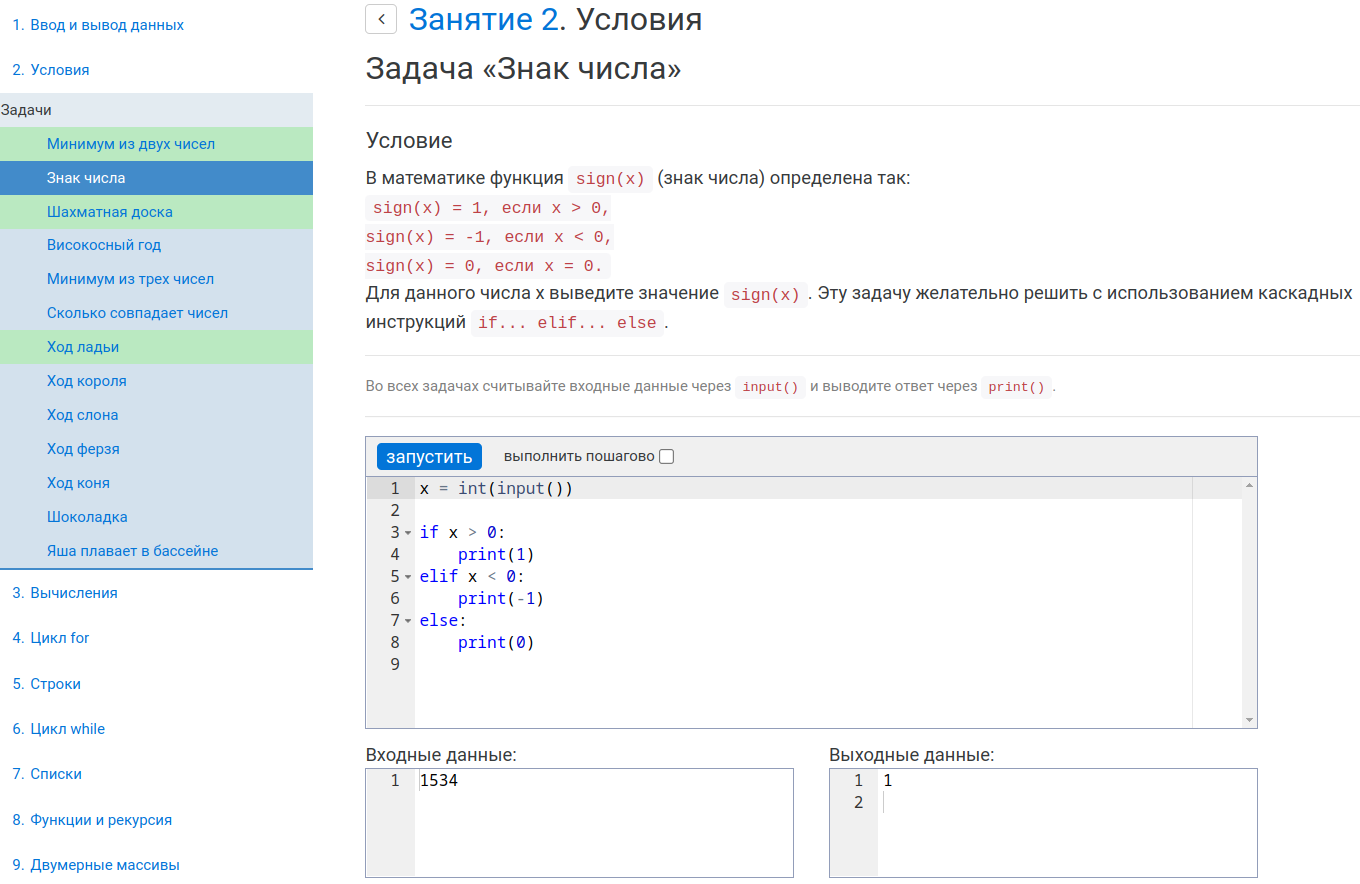 1. Ввод и вывод данных
2. Условия
Задачи
Минимум из двух чисел
Знак числа
Шахматная доска
Високосный год
Минимум из трех чисел
Сколько совпадает чисел
Ход ладьи
Ход короля
Ход слона
Ход ферзя
Ход коня
Шоколадка
Яша плавает в бассейне
3. Вычисления
4. Цикл for
5. Строки
6. Цикл while
7. Списки
8. Функции и рекурсия
9. Двумерные массивы
Занятие 2. Условия
Задача «Знак числа»
Условие
В математике функция sign(x) (знак числа) определена так:
sign(x) = 1, если x > 0,
sign(x) = -1, если x < 0,
sign(x) = 0, если x = 0.
Для данного числа x выведите значение sign(x). Эту задачу желательно решить с использованием каскадных
инструкций if... elif... else.
Во всех задачах считывайте входные данные через input() и выводите ответ через print().
запустить выполнить пошагово
1 x = int(input())
2
3 if x > 0:
4     print(1)
5 elif x < 0:
6     print(-1)
7 else:
8     print(0)
9
Входные данные:
1 1534
Выходные данные:
1 1
2